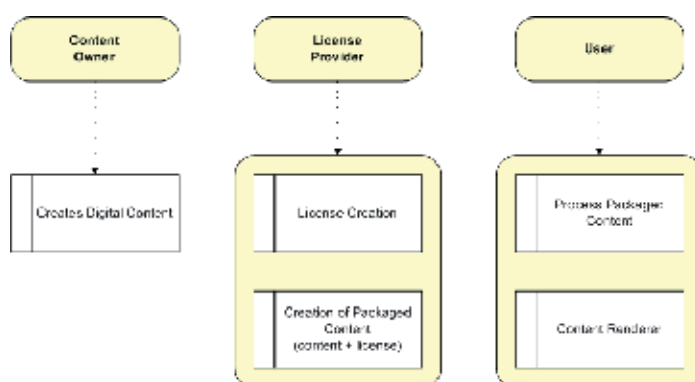 Content
Owner
License
Provider
User
Creates Digital Content
License Creation
Process Packaged
Content
Creation of Packaged
Content
(content + license)
Content Renderer